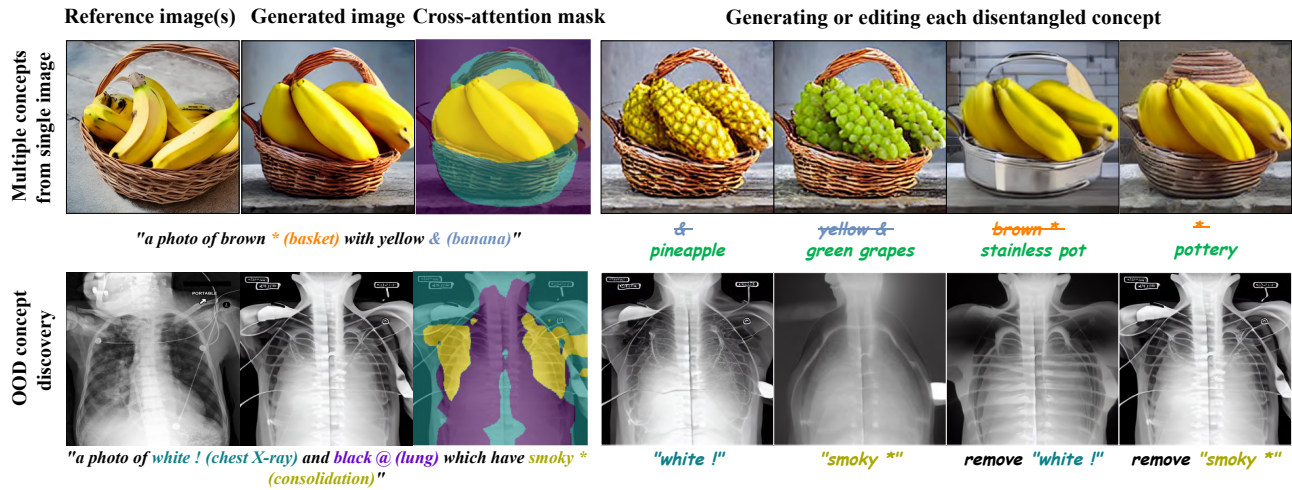 Reference image(s) Generated image Cross-attention mask Generating or editing each disentangled concept
Multiple concepts
from single image
"a photo of brown * (basket) with yellow & (banana)"
& yellow & brown * *
pineapple green grapes stainless pot pottery
OOD concept
discovery
PORTABLE
"a photo of white ! (chest X-ray) and black @ (lung) which have smoky *
(consolidation)"
"white !" "smoky *" remove "white !" remove "smoky *"